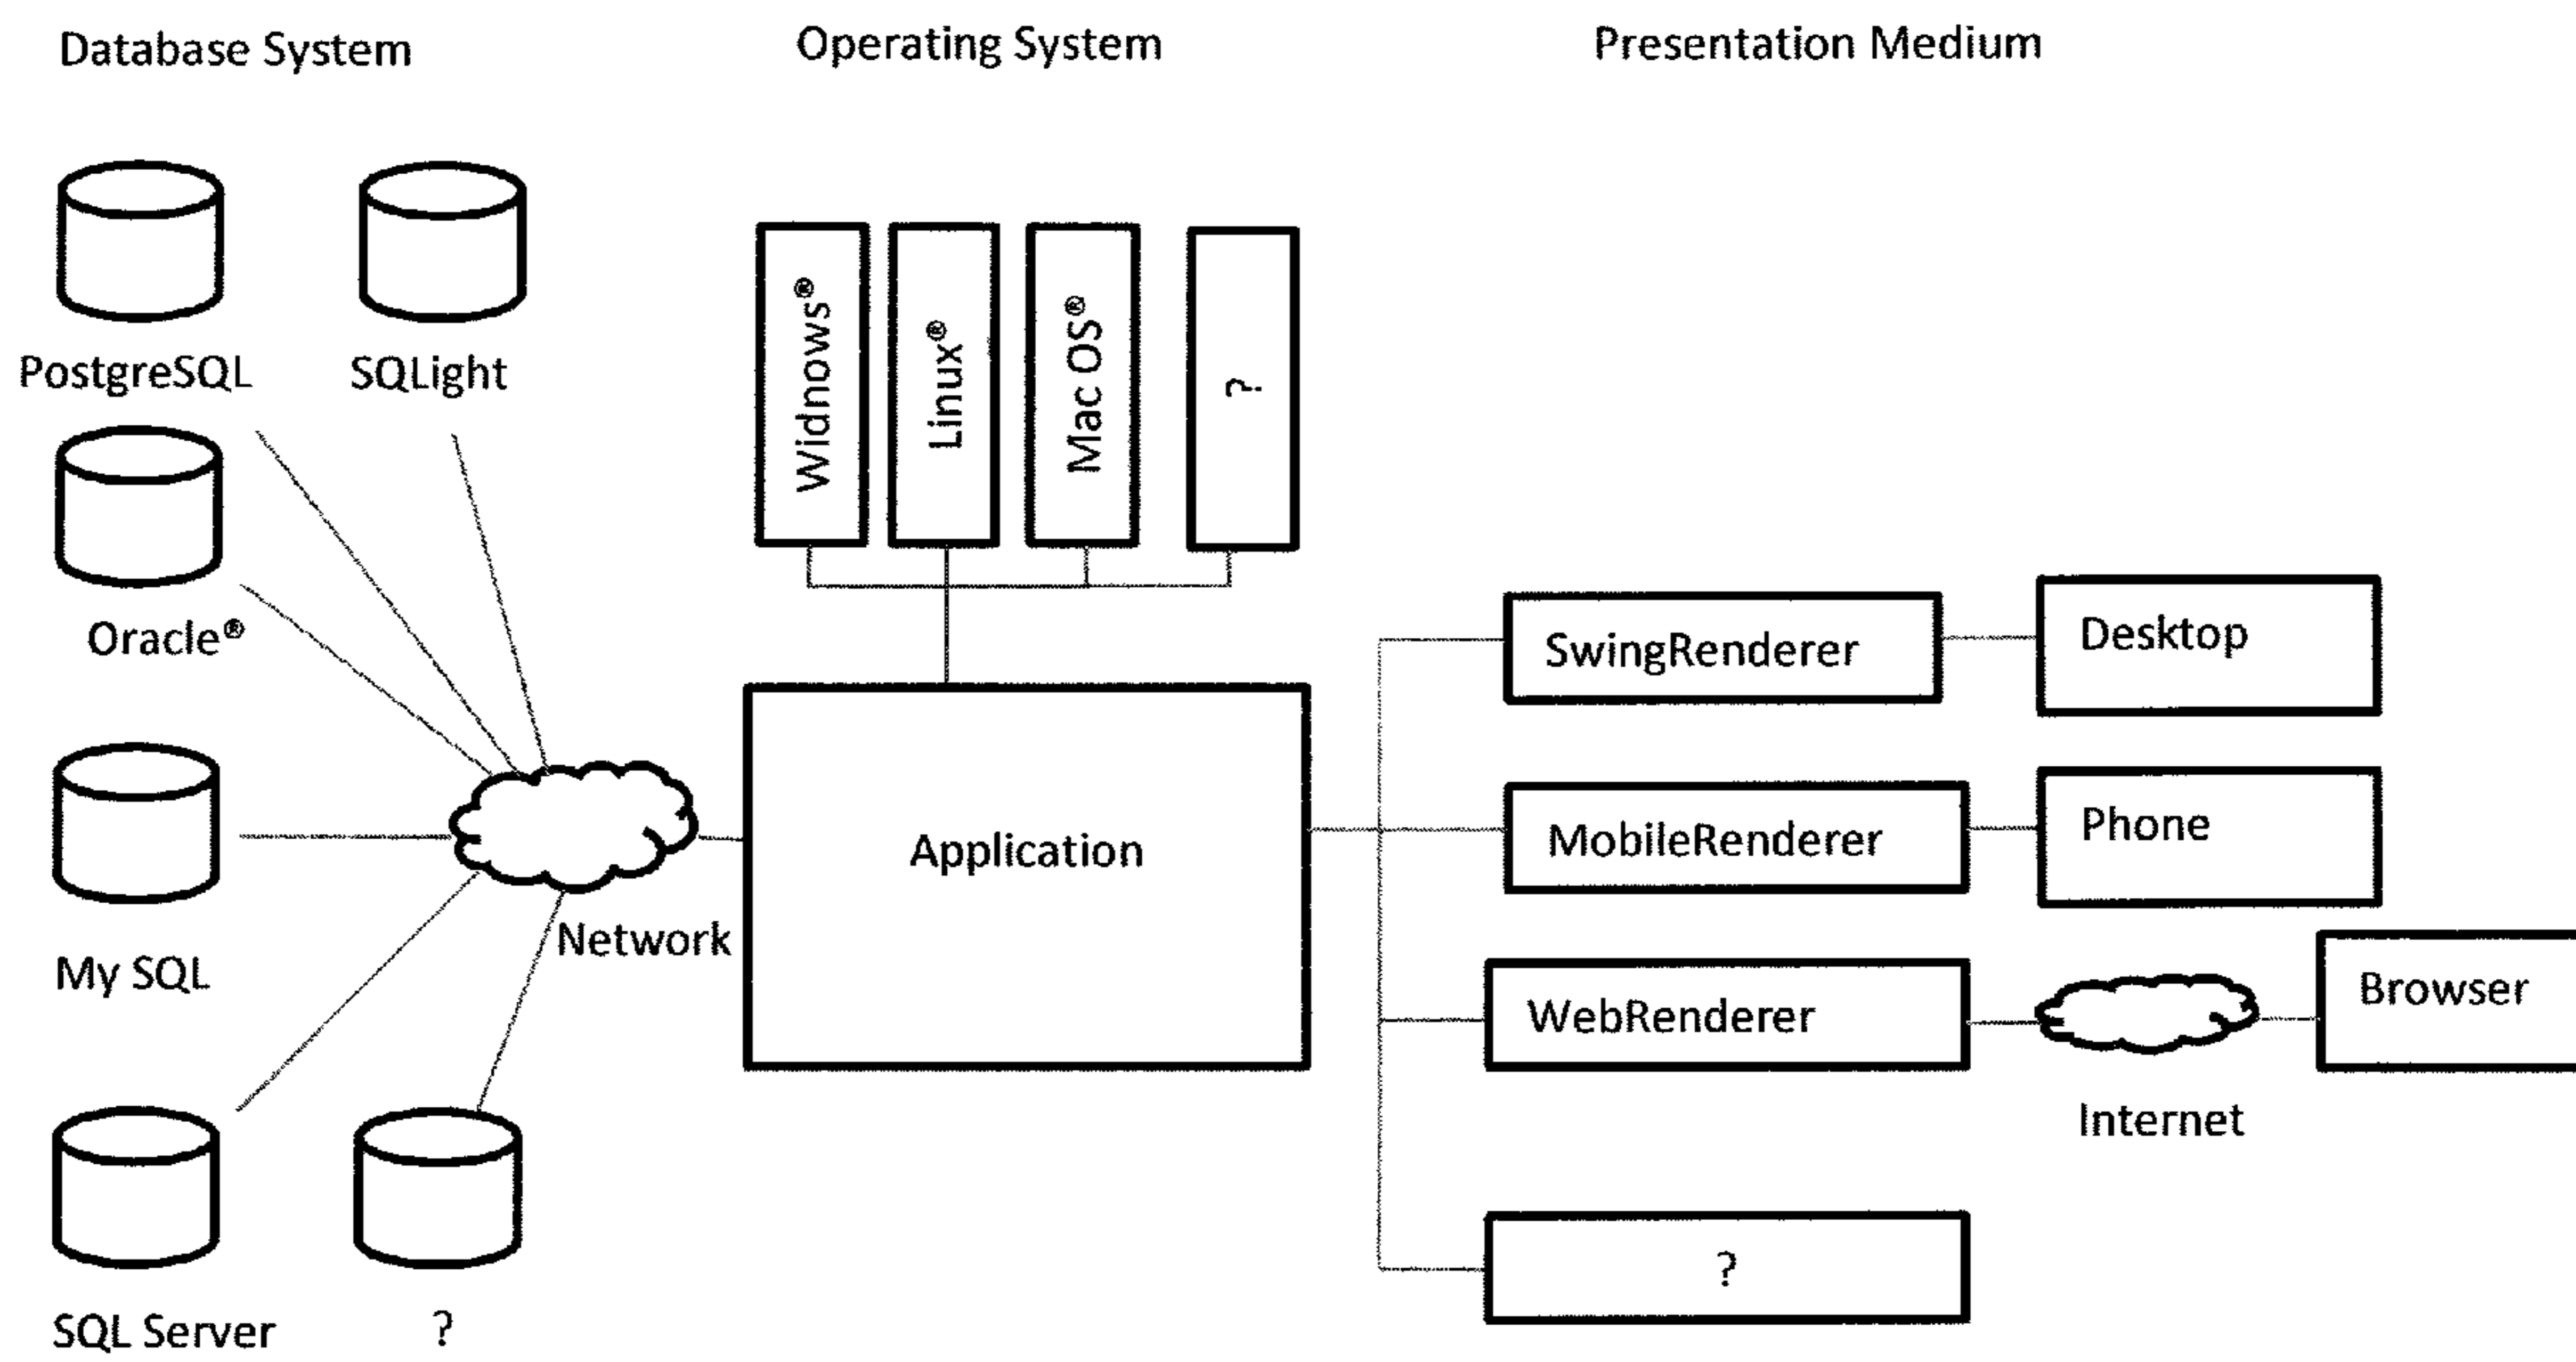 Database System
Operating System
Presentation Medium
PostgreSQL
SQLight
Oracle®
My SQL
SQL Server
?
Network
Widnows®
Linux®
Mac OS®
?
Application
SwingRenderer
Desktop
MobileRenderer
Phone
WebRenderer
Internet
Browser
?